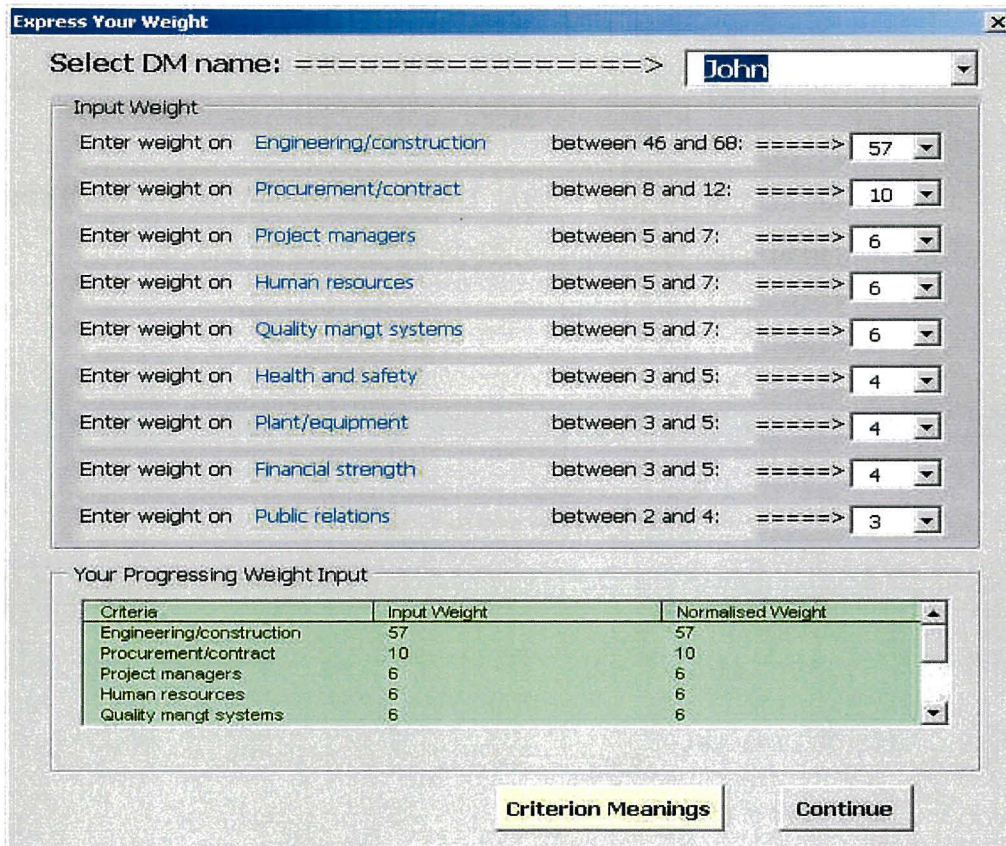 Express Your Weight
Select DM name: =================> John
Input Weight
Enter weight on Engineering/construction between 46 and 68: =====> 57
Enter weight on Procurement/contract between 8 and 12: =====> 10
Enter weight on Project managers between 5 and 7: =====> 6
Enter weight on Human resources between 5 and 7: =====> 6
Enter weight on Quality mangt systems between 5 and 7: =====> 6
Enter weight on Health and safety between 3 and 5: =====> 4
Enter weight on Plant/equipment between 3 and 5: =====> 4
Enter weight on Financial strength between 3 and 5: =====> 4
Enter weight on Public relations between 2 and 4: =====> 3
Your Progressing Weight Input
Criteria Input Weight Normalised Weight
Engineering/construction 57 57
Procurement/contract 10 10
Project managers 6 6
Human resources 6 6
Quality mangt systems 6 6
Criterion Meanings Continue